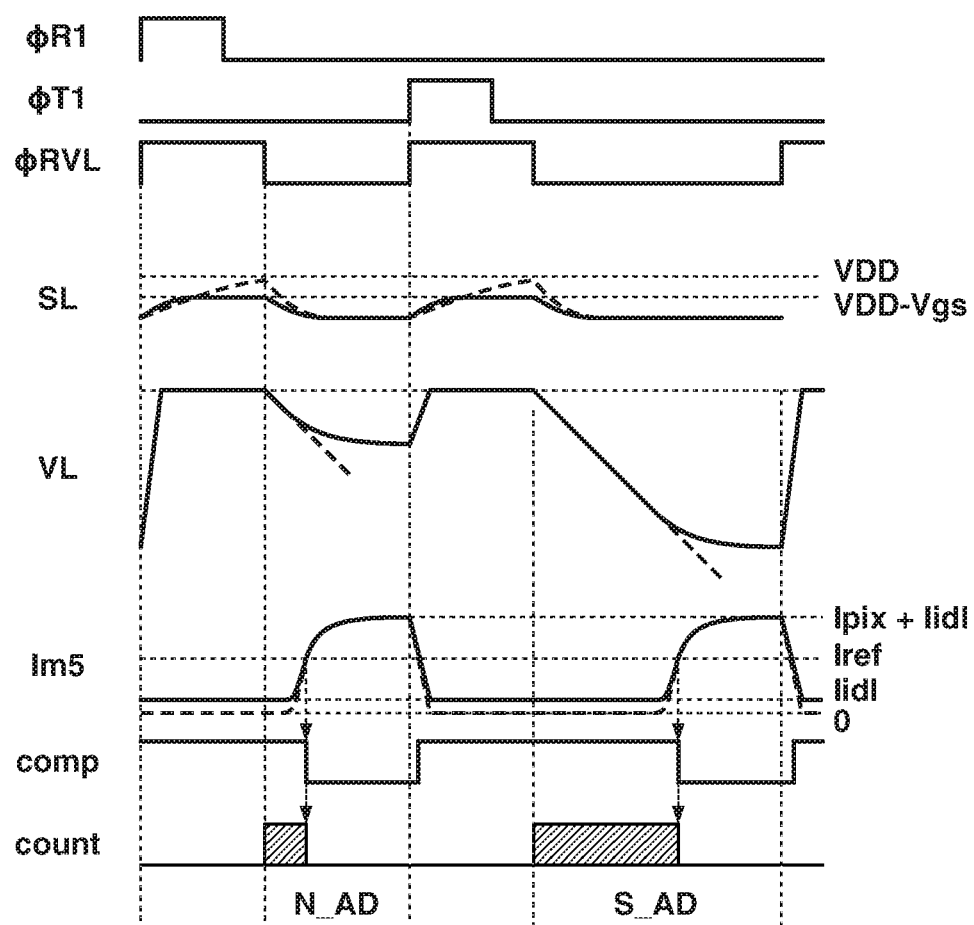 ϕR1
ϕT1
ϕRVL
SL
VDD
VDD-Vgs
VL
Im5
Ipix + Iidl
Iref
Iidl
0
comp
count
N_AD
S_AD